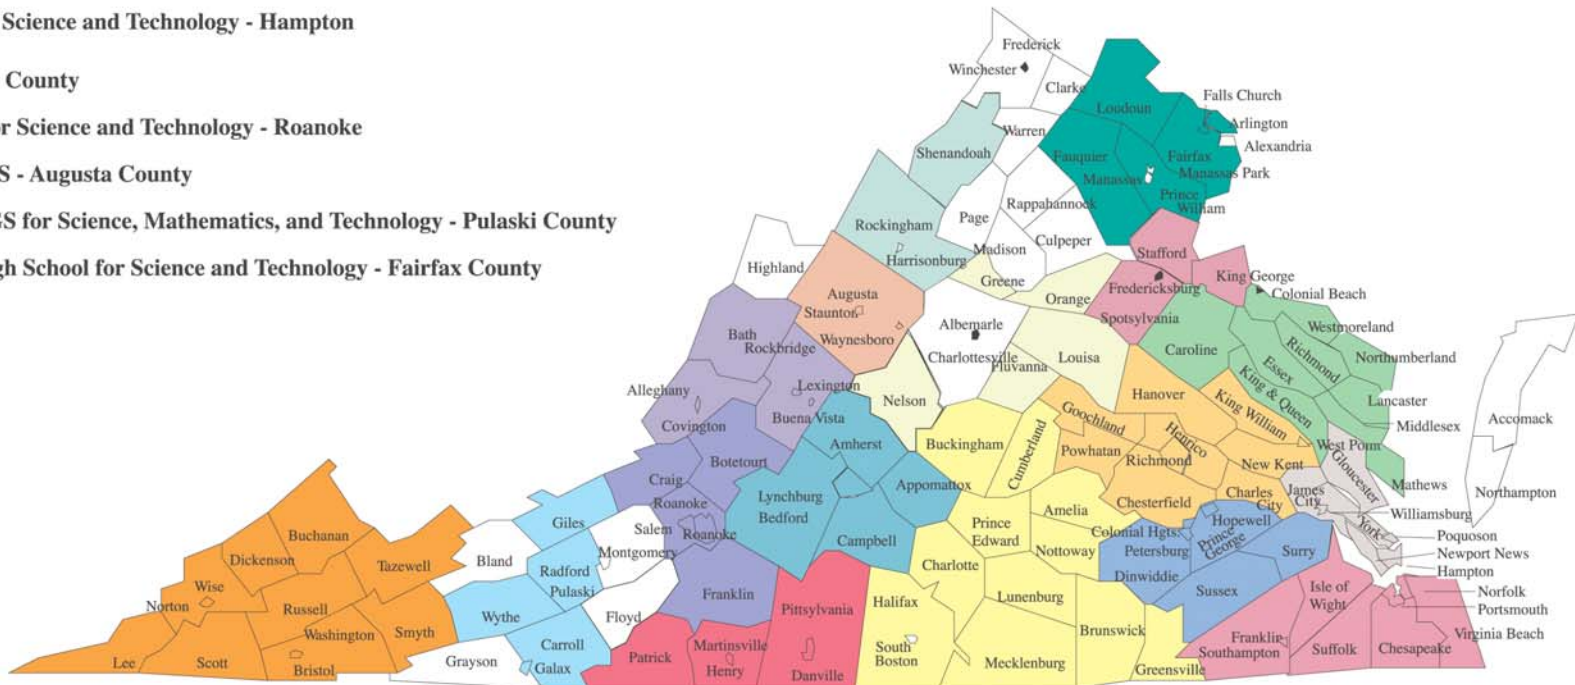 Science and Technology - Hampton
County
r Science and Technology - Roanoke
S - Augusta County
GS for Science, Mathematics, and Technology - Pulaski County
gh School for Science and Technology - Fairfax County
Frederick
Winchester
Clarke
Loudoun
Falls Church
Arlington
Alexandria
Warren
Shenandoah
Fauquier
Fairfax
Manassas
Manassas Park
Prince
William
Rappahannock
Page
Rockingham
Culpeper
Madison
Stafford
Harrisonburg
Highland
Greene
King George
Fredericksburg
Colonial Beach
Orange
Augusta
Staunton
Waynesboro
Albemarle
Charlottesville
Spotsylvania
Westmoreland
Bath
Rockbridge
Caroline
Richmond
Northumberland
Essex
Louisa
Fluvanna
Alleghany
Lexington
King & Queen
Hanover
Nelson
Lancaster
Covington
Buena Vista
Goochland
King William
Middlesex
Accomack
Amherst
Buckingham
Cumberland
Henrico
West Point
Powhatan
Richmond
New Kent
Gloucester
Botetourt
Craig
Appomattox
Mathews
Northampton
Lynchburg
Bedford
Roanoke
Chesterfield
Charles
City
James
City
Williamsburg
Amelia
Giles
Salem
Roanoke
Prince
Edward
Colonial Hgts.
Hopewell
Prince
George
York
Poquoson
Buchanan
Campbell
Nottoway
Petersburg
Surry
Newport News
Montgomery
Dickenson
Tazewell
Bland
Radford
Pulaski
Charlotte
Dinwiddie
Hampton
Wise
Norton
Russell
Franklin
Pittsylvania
Halifax
Lunenburg
Sussex
Isle of
Wight
Norfolk
Portsmouth
Wythe
Floyd
Washington
Smyth
Brunswick
Virginia Beach
Carroll
Patrick
Martinsville
Henry
South
Boston
Franklin
Southampton
Suffolk
Chesapeake
Lee
Scott
Bristol
Grayson
Galax
Danville
Mecklenburg
Greensville